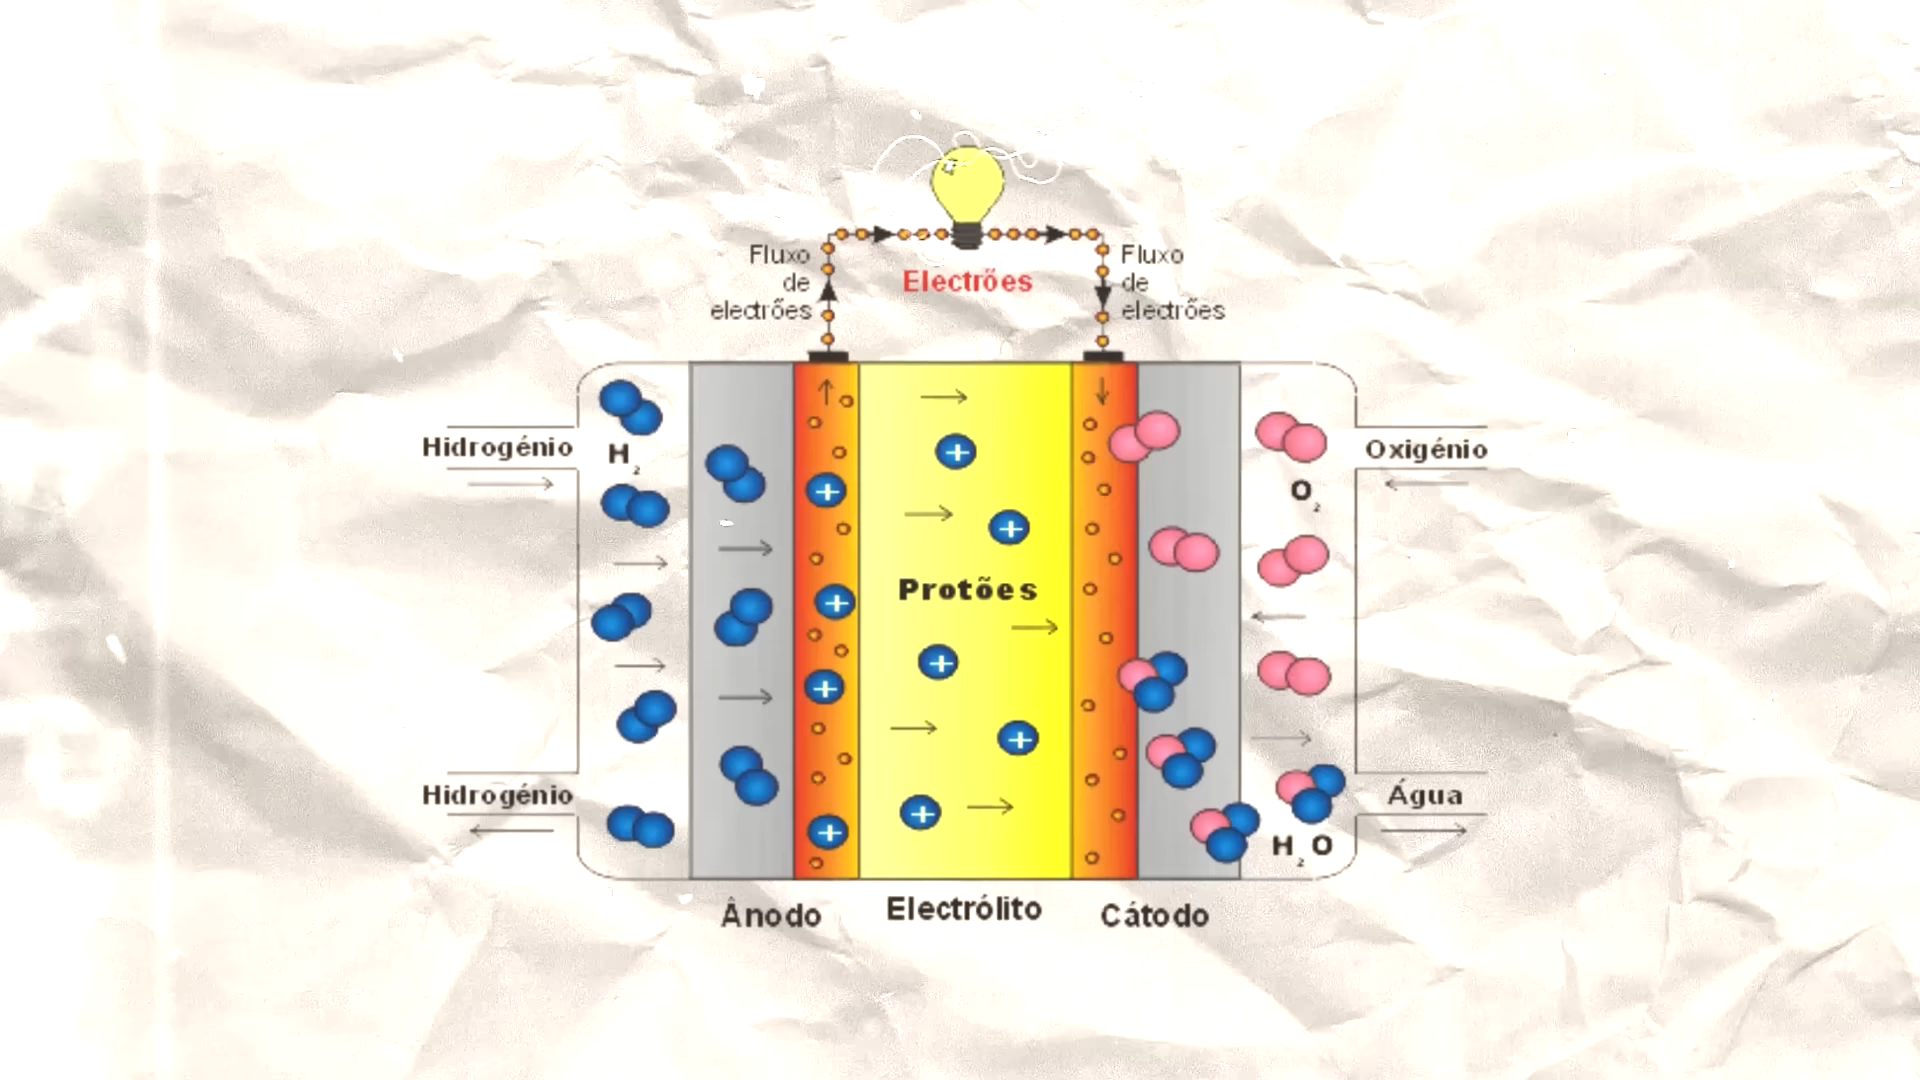 Fluxo
de
electrões
Electrões
Fluxo
de
electrões
Hidrogénio
H₂
Oxigénio
O₂
Protões
Hidrogénio
Água
H₂O
Ânodo
Electrólito
Cátodo